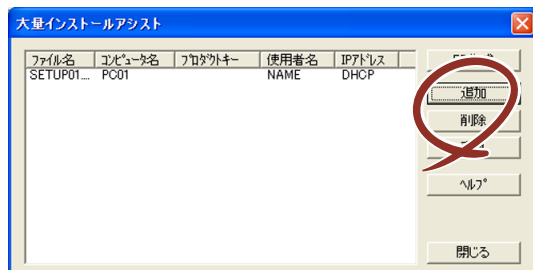 大量インストールアシスト
ファイル名 コンピュータ名 プロダクトキー 使用者名 IPアドレス
SETUP01... PC01 NAME DHCP
追加
削除
ヘルプ
閉じる